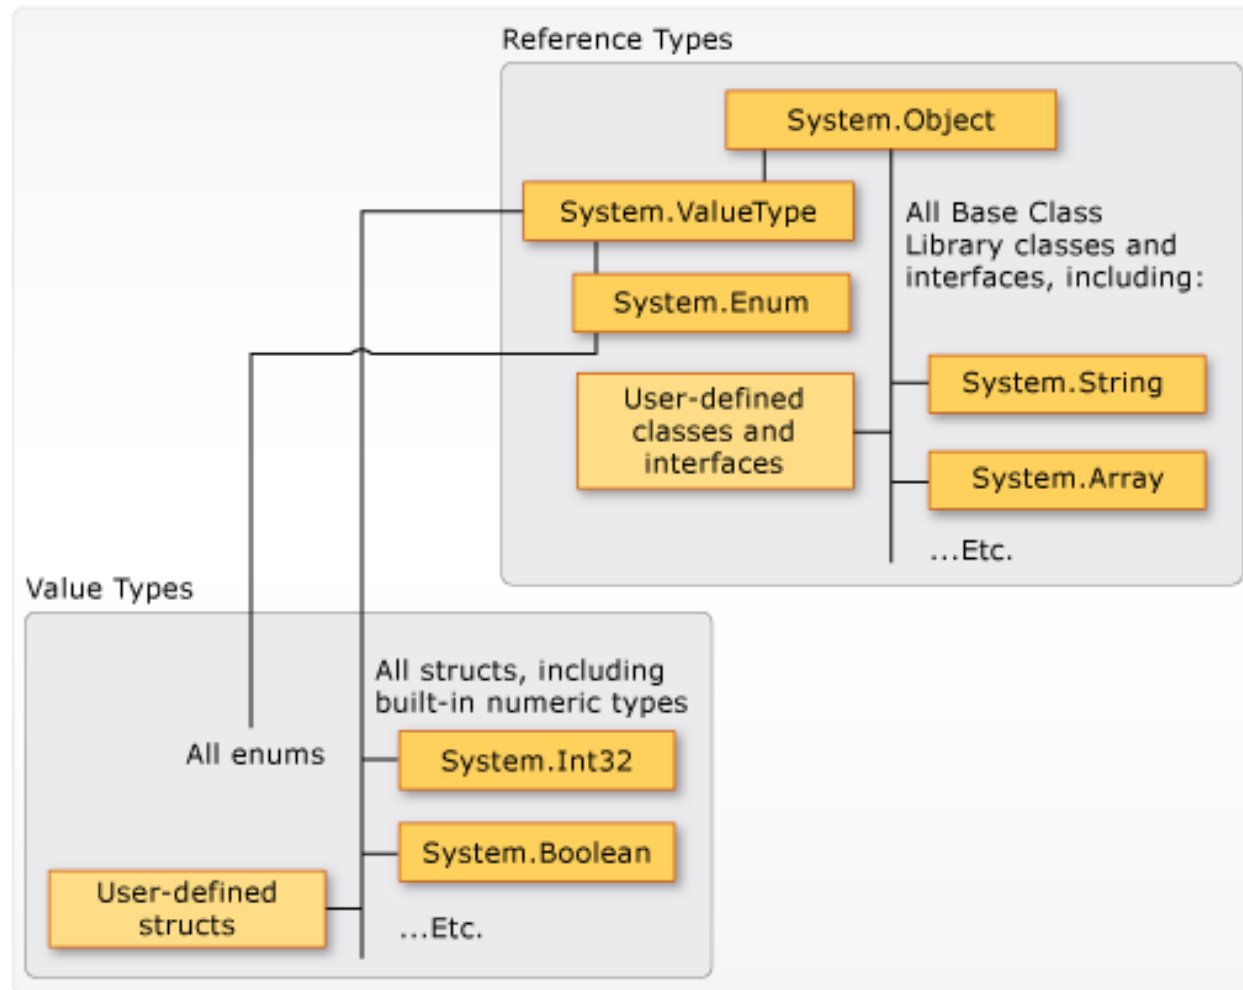 Reference Types
System.Object
System.ValueType
All Base Class
Library classes and
interfaces, including:
System.Enum
System.String
User-defined
classes and
interfaces
System.Array
...Etc.
Value Types
All structs, including
built-in numeric types
All enums
System.Int32
System.Boolean
User-defined
structs
...Etc.